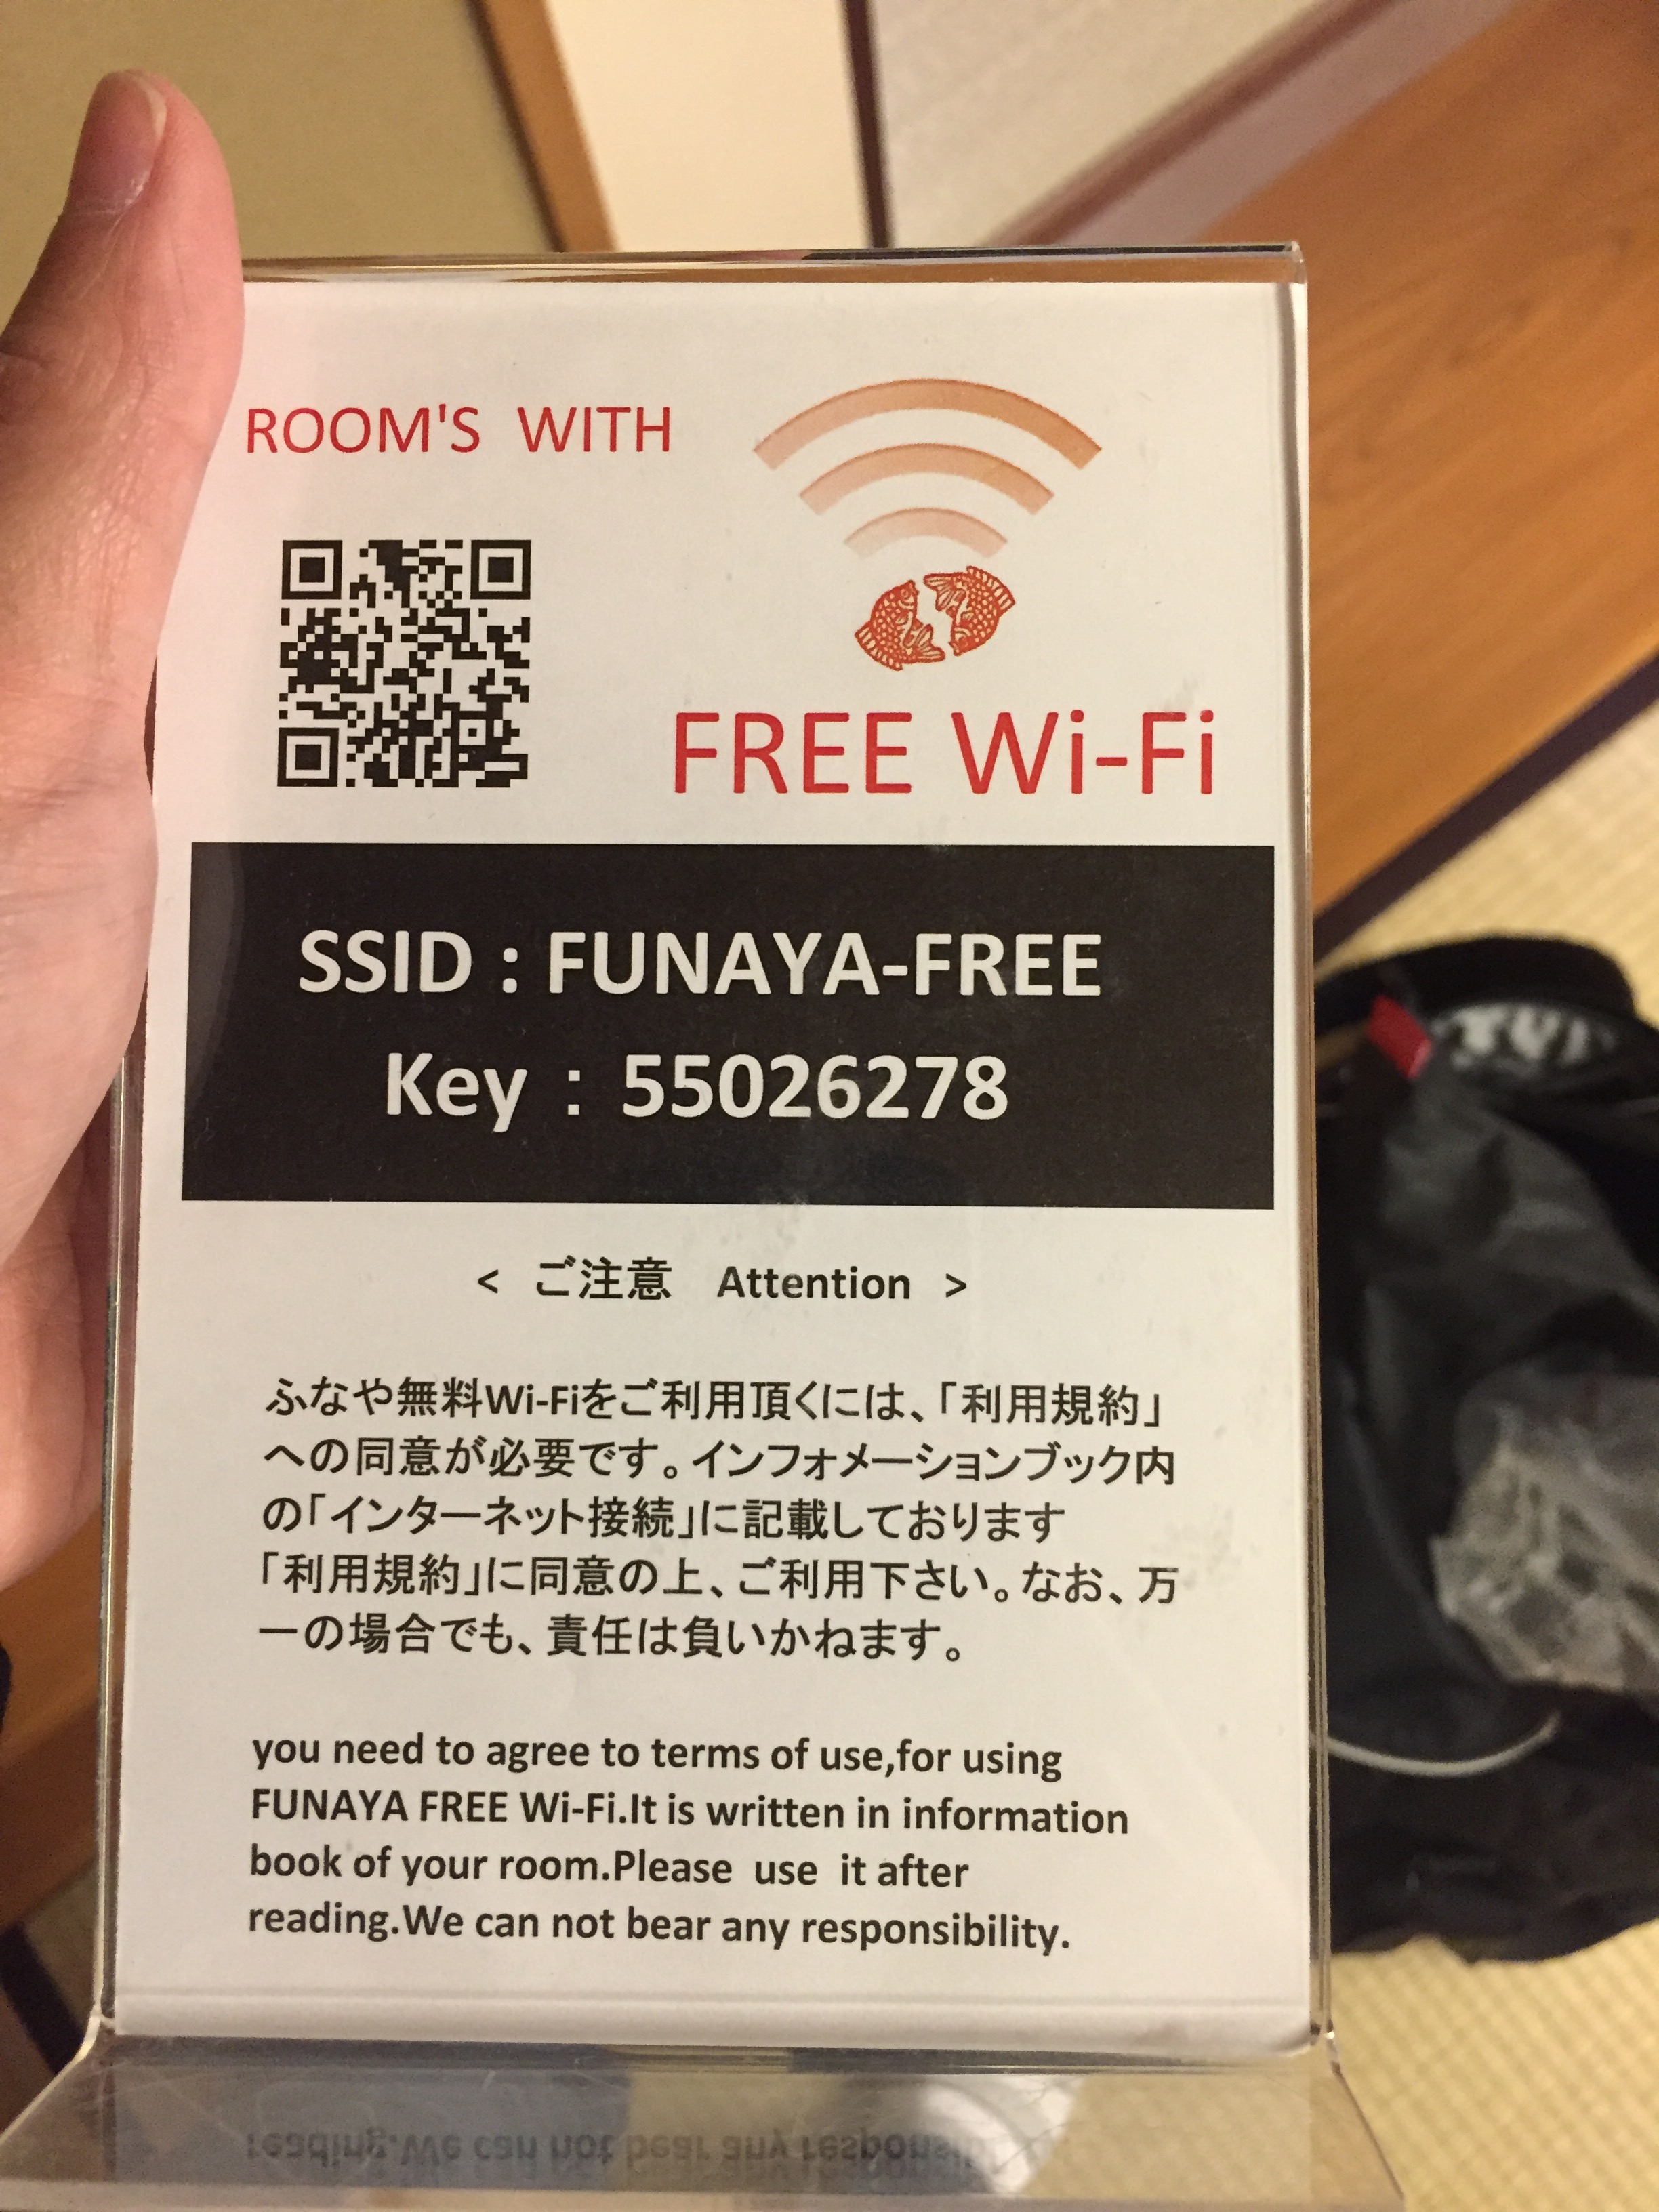 ROOM'S WITH
FREE Wi-Fi
SSID : FUNAYA-FREE
Key : 55026278
< ご注意 Attention >
ふなや無料Wi-Fiをご利用頂くには、「利用規約」
への同意が必要です。インフォメーションブック内
の「インターネット接続」に記載しております
「利用規約」に同意の上、ご利用下さい。なお、万
一の場合でも、責任は負いかねます。
you need to agree to terms of use,for using
FUNAYA FREE Wi-Fi.It is written in information
book of your room.Please use it after
reading.We can not bear any responsibility.